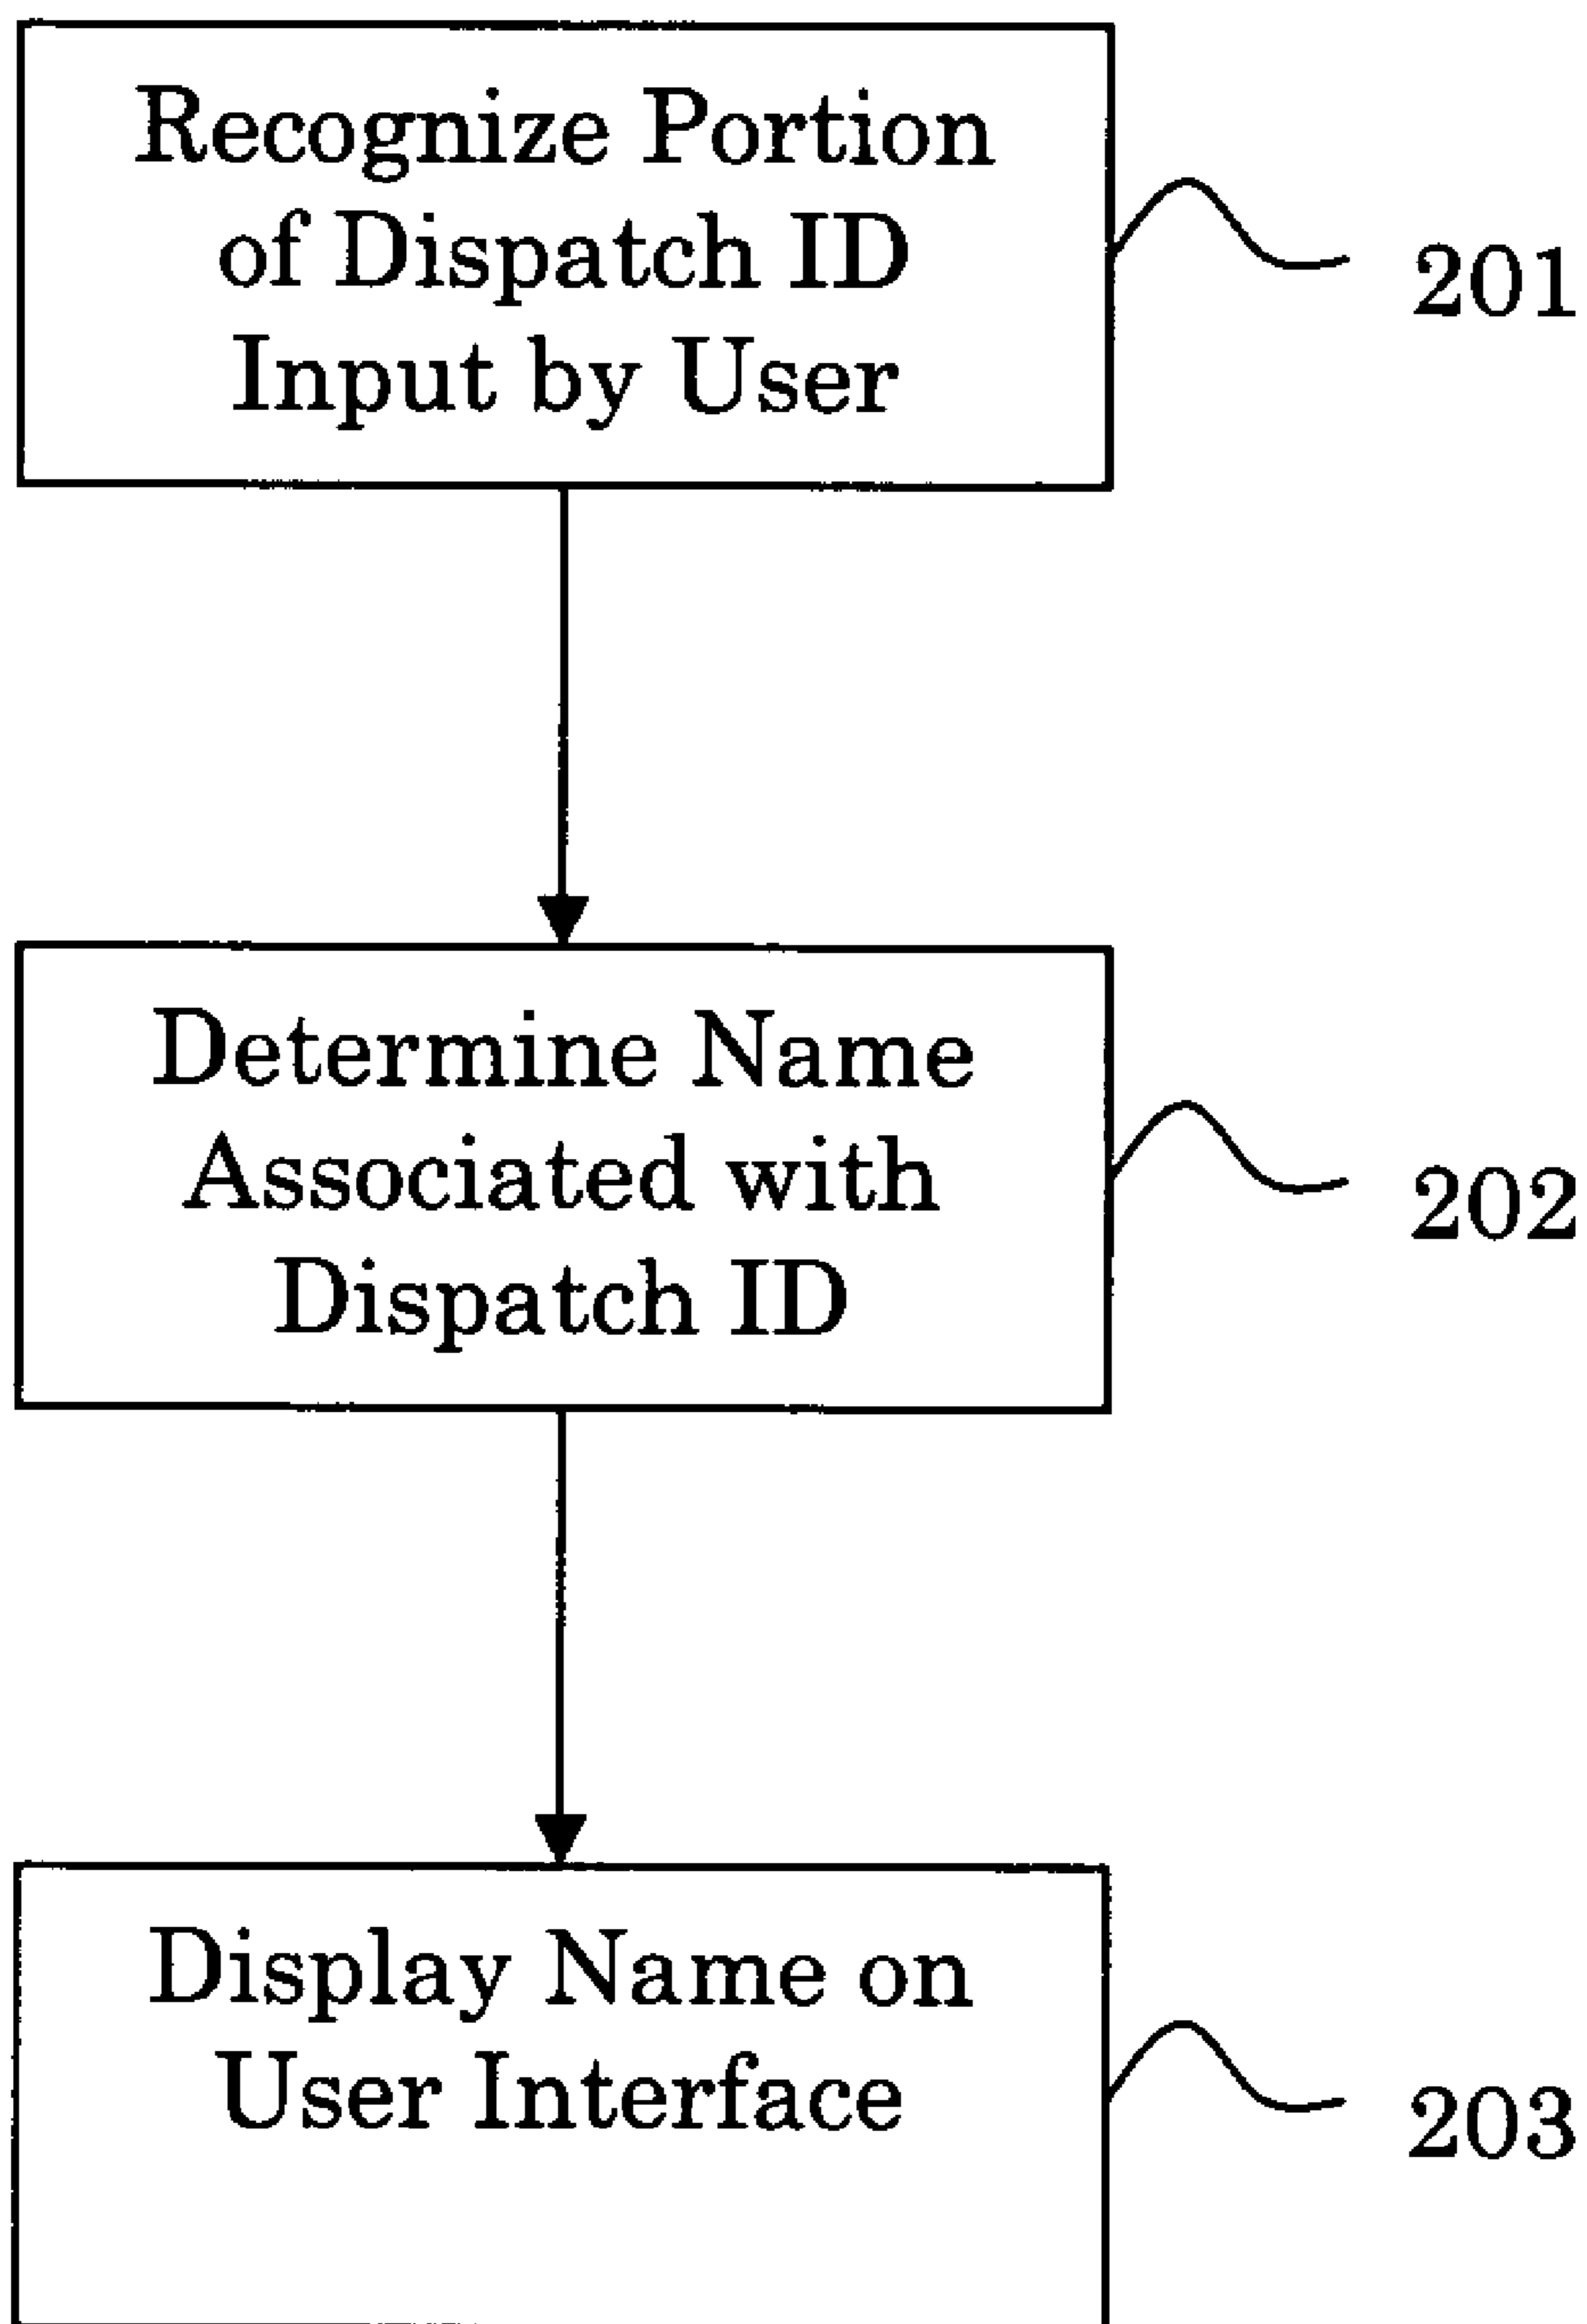 Recognize Portion
of Dispatch ID
Input by User
201
Determine Name
Associated with
Dispatch ID
202
Display Name on
User Interface
203